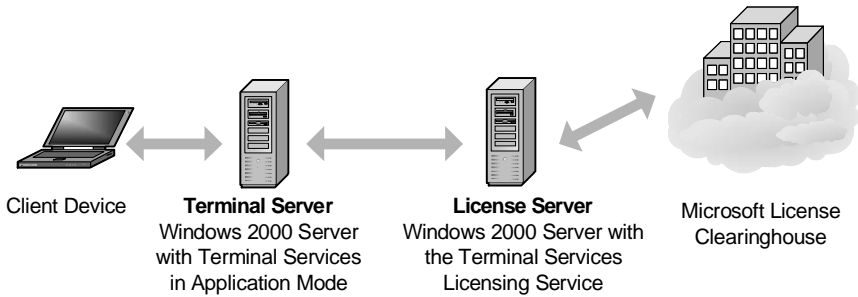 Client Device
Terminal Server
Windows 2000 Server
with Terminal Services
in Application Mode
License Server
Windows 2000 Server with
the Terminal Services
Licensing Service
Microsoft License
Clearinghouse